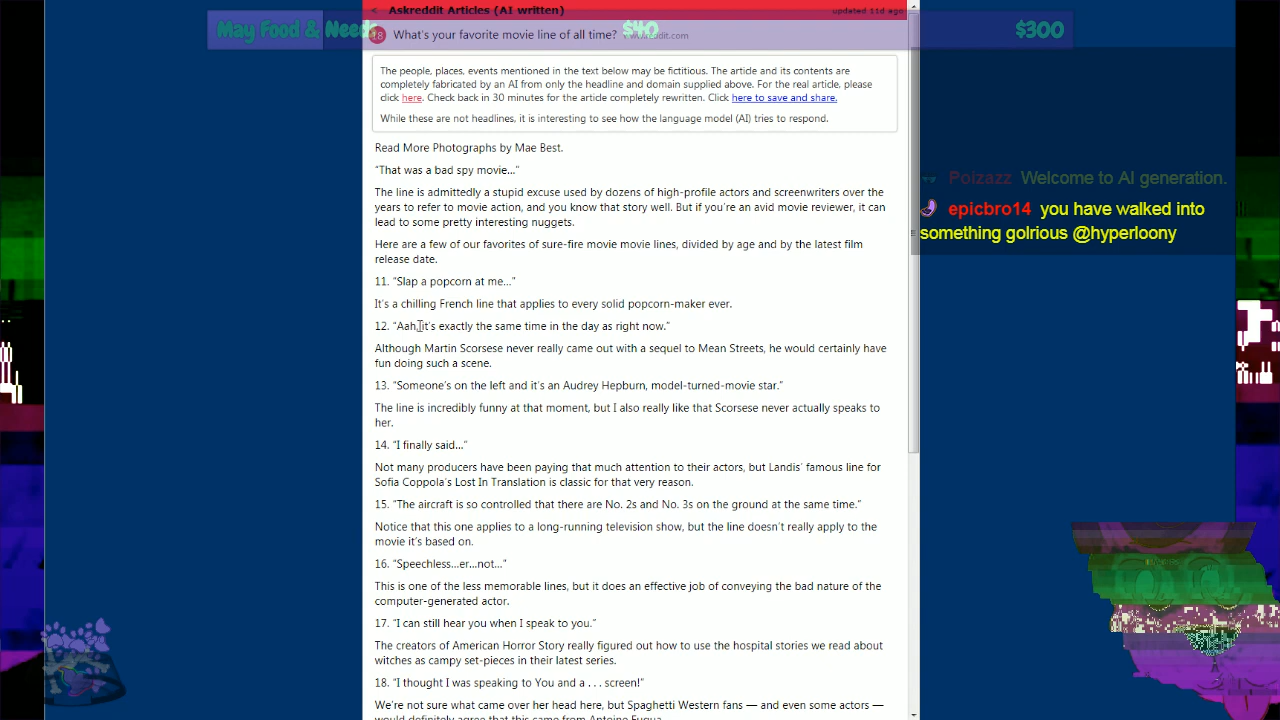 < Askreddit Articles (AI written) updated 11d ago
May Food & Needs $40 $300
18 What's your favorite movie line of all time?
The people, places, events mentioned in the text below may be fictitious. The article and its contents are
completely fabricated by an AI from only the headline and domain supplied above. For the real article, please
click here. Check back in 30 minutes for the article completely rewritten. Click here to save and share.
While these are not headlines, it is interesting to see how the language model (AI) tries to respond.
Read More Photographs by Mae Best.
“That was a bad spy movie...”
The line is admittedly a stupid excuse used by dozens of high-profile actors and screenwriters over the
years to refer to movie action, and you know that story well. But if you're an avid movie reviewer, it can
lead to some pretty interesting nuggets.
Here are a few of our favorites of sure-fire movie movie lines, divided by age and by the latest film
release date.
11. “Slap a popcorn at me...”
It's a chilling French line that applies to every solid popcorn-maker ever.
12. “Aah, it's exactly the same time in the day as right now.”
Although Martin Scorsese never really came out with a sequel to Mean Streets, he would certainly have
fun doing such a scene.
13. “Someone's on the left and it's an Audrey Hepburn, model-turned-movie star.”
The line is incredibly funny at that moment, but I also really like that Scorsese never actually speaks to
her.
14. “I finally said...”
Not many producers have been paying that much attention to their actors, but Landis' famous line for
Sofia Coppola's Lost In Translation is classic for that very reason.
15. “The aircraft is so controlled that there are No. 2s and No. 3s on the ground at the same time.”
Notice that this one applies to a long-running television show, but the line doesn't really apply to the
movie it's based on.
16. “Speechless...er...not...”
This is one of the less memorable lines, but it does an effective job of conveying the bad nature of the
computer-generated actor.
17. “I can still hear you when I speak to you.”
The creators of American Horror Story really figured out how to use the hospital stories we read about
witches as campy set-pieces in their latest series.
18. “I thought I was speaking to You and a . . . screen!”
We're not sure what came over her head here, but Spaghetti Western fans — and even some actors —
would definitely agree that this same from Antoine Fuqua
Poizazz Welcome to AI generation.
epicbro14 you have walked into
something golrious @hyperloony